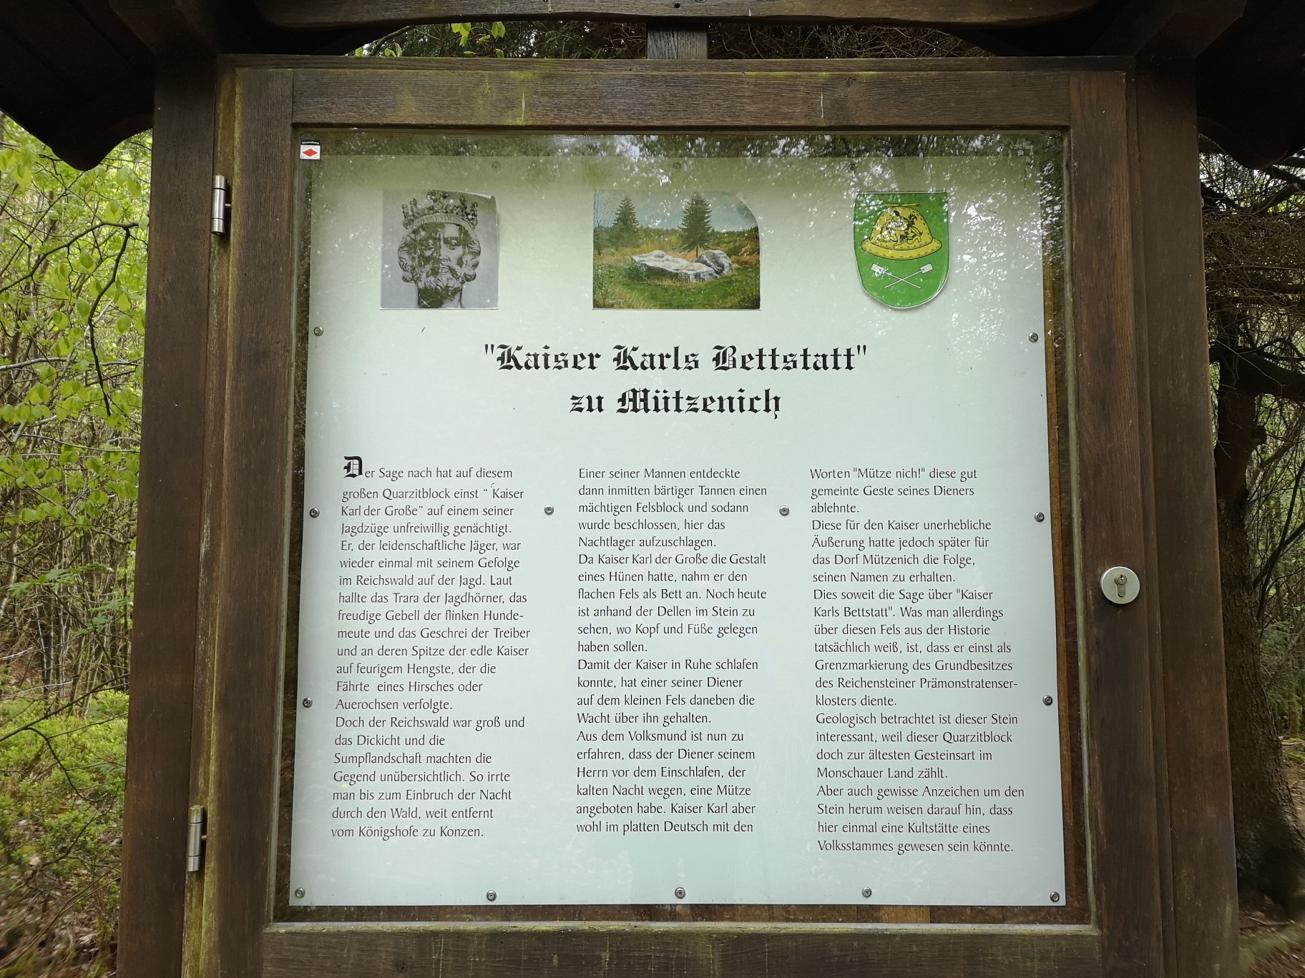 "Kaiser Karls Bettstatt"
zu Mützenich
Der Sage nach hat auf diesem
großen Quarzitblock einst "Kaiser
Karl der Große" auf einem seiner
Jagdzüge unfreiwillig genächtigt.
Er, der leidenschaftliche Jäger, war
wieder einmal mit seinem Gefolge
im Reichswald auf der Jagd. Laut
hallte das Trara der Jagdhörner, das
freudige Gebell der flinken Hunde-
meute und das Geschrei der Treiber
und an deren Spitze der edle Kaiser
auf feurigem Hengste, der die
Fährte eines Hirsches oder
Auerochsen verfolgte.
Doch der Reichswald war groß und
das Dickicht und die
Sumpflandschaft machten die
Gegend unübersichtlich. So irrte
man bis zum Einbruch der Nacht
durch den Wald, weit entfernt
vom Königshofe zu Konzen.
Einer seiner Mannen entdeckte
dann inmitten bärtiger Tannen einen
mächtigen Felsblock und sodann
wurde beschlossen, hier das
Nachtlager aufzuschlagen.
Da Kaiser Karl der Große die Gestalt
eines Hünen hatte, nahm er den
flachen Fels als Bett an. Noch heute
ist anhand der Dellen im Stein zu
sehen, wo Kopf und Füße gelegen
haben sollen.
Damit der Kaiser in Ruhe schlafen
konnte, hat einer seiner Diener
auf dem kleinen Fels daneben die
Wacht über ihn gehalten.
Aus dem Volksmund ist nun zu
erfahren, dass der Diener seinem
Herrn vor dem Einschlafen, der
kalten Nacht wegen, eine Mütze
angeboten habe. Kaiser Karl aber
wohl im platten Deutsch mit den
Worten "Mütze nich!" diese gut
gemeinte Geste seines Dieners
ablehnte.
Diese für den Kaiser unerhebliche
Äußerung hatte jedoch später für
das Dorf Mützenich die Folge,
seinen Namen zu erhalten.
Dies soweit die Sage über "Kaiser
Karls Bettstatt". Was man allerdings
über diesen Fels aus der Historie
tatsächlich weiß, ist, dass er einst als
Grenzmarkierung des Grundbesitzes
des Reichensteiner Prämonstratenser-
klosters diente.
Geologisch betrachtet ist dieser Stein
interessant, weil dieser Quarzitblock
doch zur ältesten Gesteinsart im
Monschauer Land zählt.
Aber auch gewisse Anzeichen um den
Stein herum weisen darauf hin, dass
hier einmal eine Kultstätte eines
Volksstammes gewesen sein könnte.